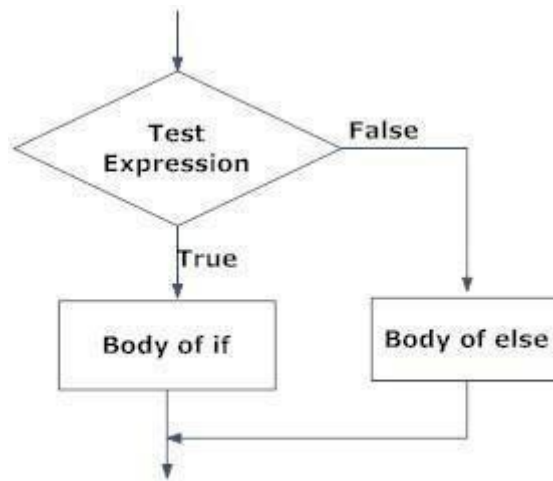 Test
Expression
False
True
Body of if
Body of else